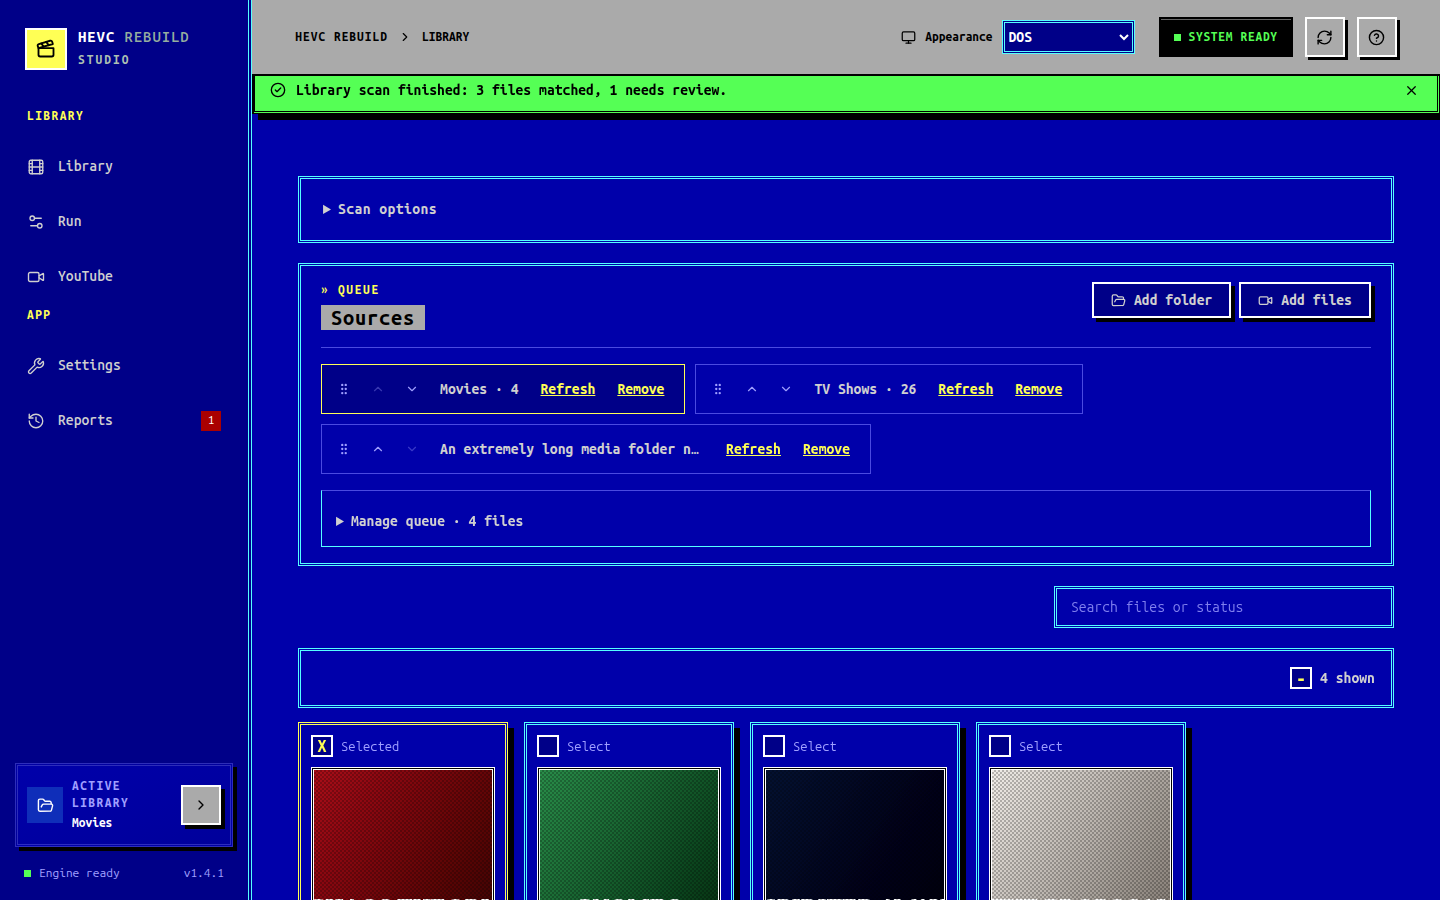 HEVC REBUILD
STUDIO
LIBRARY
Library
Run
YouTube
APP
Settings
Reports 1
ACTIVE
LIBRARY
Movies
Engine ready v1.4.1
HEVC REBUILD > LIBRARY
Appearance DOS SYSTEM READY
Library scan finished: 3 files matched, 1 needs review.
Scan options
» QUEUE
Sources
Add folder Add files
Movies · 4 Refresh Remove
TV Shows · 26 Refresh Remove
An extremely long media folder n… Refresh Remove
Manage queue · 4 files
Search files or status
4 shown
X Selected Select Select Select